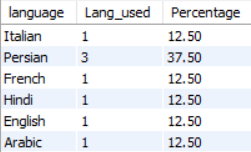 language Lang_used Percentage
Italian 1 12.50
Persian 3 37.50
French 1 12.50
Hindi 1 12.50
English 1 12.50
Arabic 1 12.50